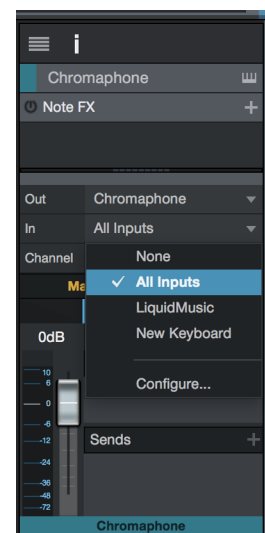 i
Chromaphone
Note FX
Out Chromaphone
In All Inputs
Channel None
✓ All Inputs
Ma
LiquidMusic
0dB New Keyboard
Configure...
10
6
0
-6
-12 Sends
-24
-36
-48
-72
Chromaphone